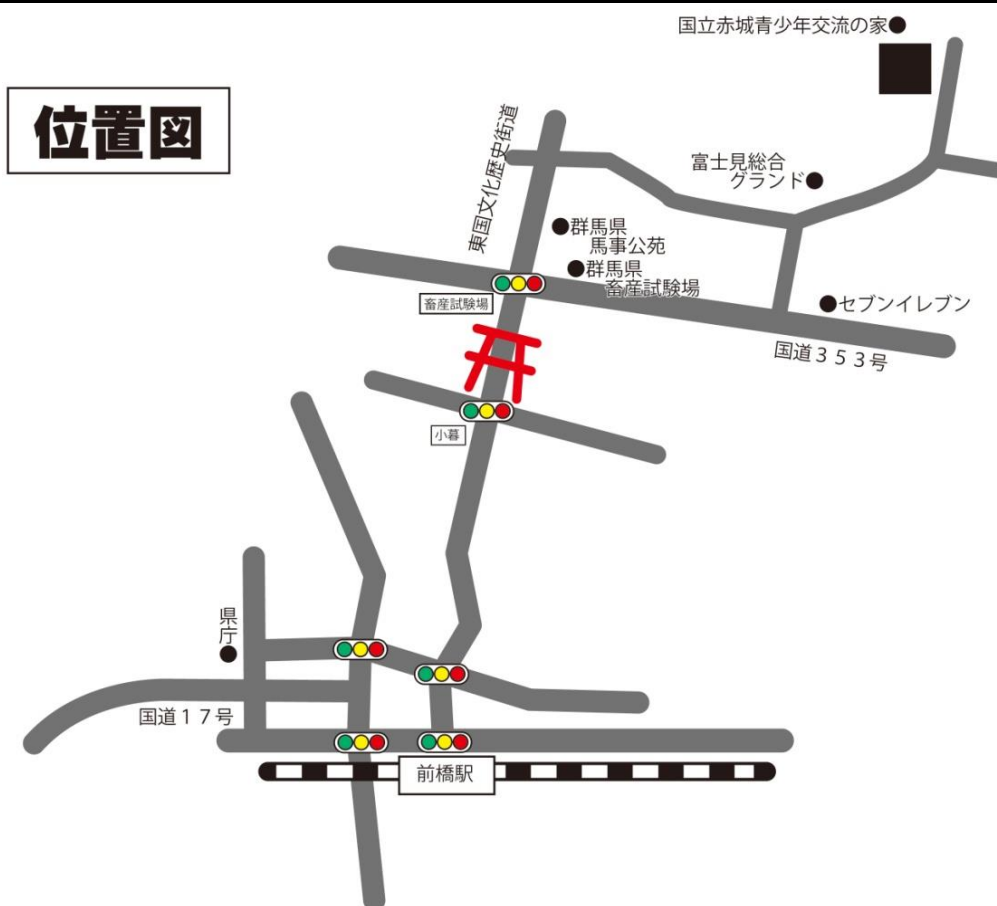 国立赤城青少年交流の家
位置図
東国文化歴史街道
富士見総合
グランド
群馬県
馬事公苑
群馬県
畜産試験場
畜産試験場
セブンイレブン
国道353号
小暮
県庁
国道17号
前橋駅